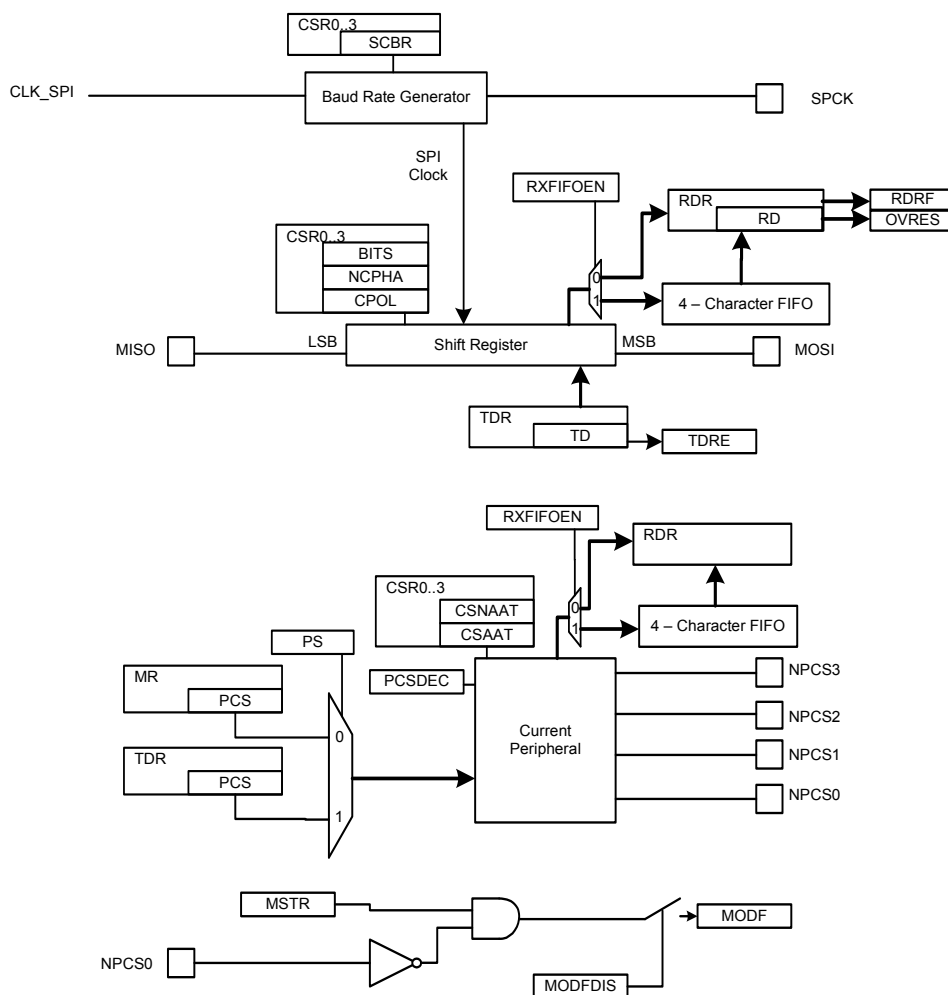 CSR0..3
SCBR
CLK_SPI
Baud Rate Generator
SPCK
SPI
Clock
RXFIFOEN
RDR
RD
RDRF
OVRES
CSR0..3
BITS
NCPHA
CPOL
0
1
4 – Character FIFO
MISO
LSB
Shift Register
MSB
MOSI
TDR
TD
TDRE
RXFIFOEN
RDR
CSR0..3
CSNAAT
CSAAT
0
1
4 – Character FIFO
PS
PCSDEC
MR
PCS
0
TDR
PCS
1
Current
Peripheral
NPCS3
NPCS2
NPCS1
NPCS0
MSTR
MODF
NPCS0
MODFDIS